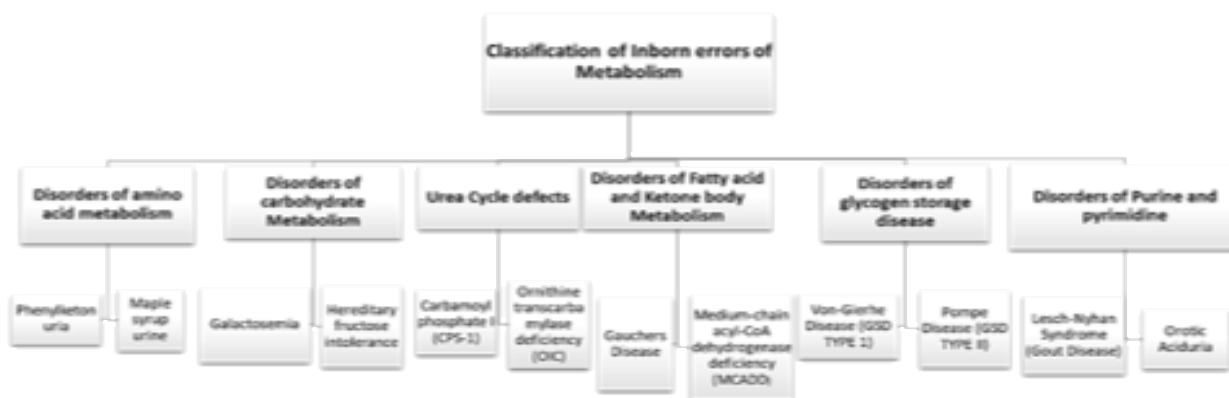 Classification of Inborn errors of
Metabolism
Disorders of amino
acid metabolism
Disorders of
carbohydrate
Metabolism
Urea Cycle defects
Disorders of Fatty acid
and Ketone body
Metabolism
Disorders of
glycogen storage
disease
Disorders of Purine and
pyrimidine
Phenylketon
uria
Maple
syrup
urine
Galactosemia
Hereditary
fructose
intolerance
Carbamoyl
phosphate I
(CPS-1)
Ornithine
transcarba
mylase
deficiency
(OIC)
Gauchers
Disease
Medium-chain
acyl-CoA
dehydrogenase
deficiency
(MCADD)
Von-Gierhe
Disease (GSD
TYPE 1)
Pompe
Disease (GSD
TYPE II)
Lesch-Nyhan
Syndrome
(Gout Disease)
Orotic
Aciduria